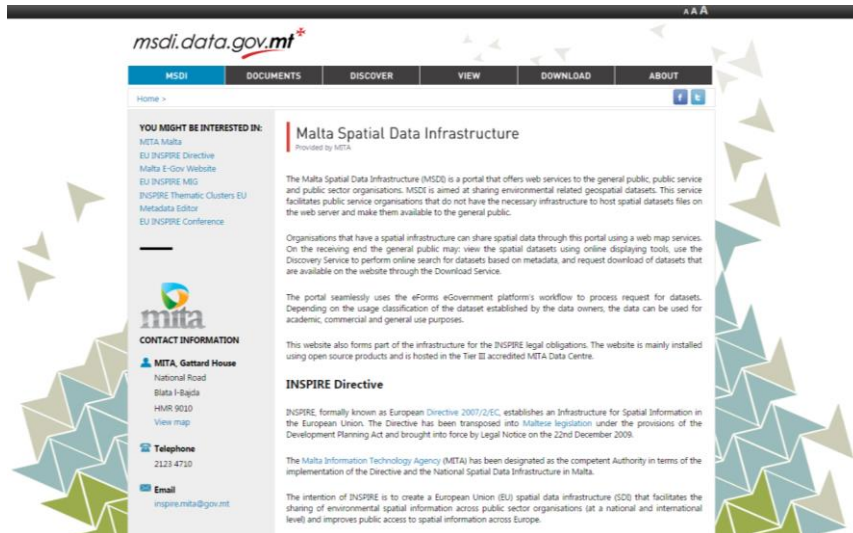 A A A
msdi.data.gov.mt
MSDI DOCUMENTS DISCOVER VIEW DOWNLOAD ABOUT
Home >
YOU MIGHT BE INTERESTED IN:
MITA Malta
EU INSPIRE Directive
Malta E-Gov Website
EU INSPIRE MIG
INSPIRE Thematic Clusters EU
Metadata Editor
EU INSPIRE Conference
mita
CONTACT INFORMATION
MITA, Gattard House
National Road
Blata l-Bajda
HMR 9010
View map
Telephone
2123 4710
Email
inspire.mita@gov.mt
Malta Spatial Data Infrastructure
Provided by MITA
The Malta Spatial Data Infrastructure (MSDI) is a portal that offers web services to the general public, public service
and public sector organisations. MSDI is aimed at sharing environmental related geospatial datasets. This service
facilitates public service organisations that do not have the necessary infrastructure to host spatial datasets files on
the web server and make them available to the general public.
Organisations that have a spatial infrastructure can share spatial data through this portal using a web map services.
On the receiving end the general public may: view the spatial datasets using online displaying tools, use the
Discovery Service to perform online search for datasets based on metadata, and request download of datasets that
are available on the website through the Download Service.
The portal seamlessly uses the eForms eGovernment platform's workflow to process request for datasets.
Depending on the usage classification of the dataset established by the data owners, the data can be used for
academic, commercial and general use purposes.
This website also forms part of the infrastructure for the INSPIRE legal obligations. The website is mainly installed
using open source products and is hosted in the Tier III accredited MITA Data Centre.
INSPIRE Directive
INSPIRE, formally known as European Directive 2007/2/EC, establishes an Infrastructure for Spatial Information in
the European Union. The Directive has been transposed into Maltese legislation under the provisions of the
Development Planning Act and brought into force by Legal Notice on the 22nd December 2009.
The Malta Information Technology Agency (MITA) has been designated as the competent Authority in terms of the
implementation of the Directive and the National Spatial Data Infrastructure in Malta.
The intention of INSPIRE is to create a European Union (EU) spatial data infrastructure (SDI) that facilitates the
sharing of environmental spatial information across public sector organisations (at a national and international
level) and improves public access to spatial information across Europe.